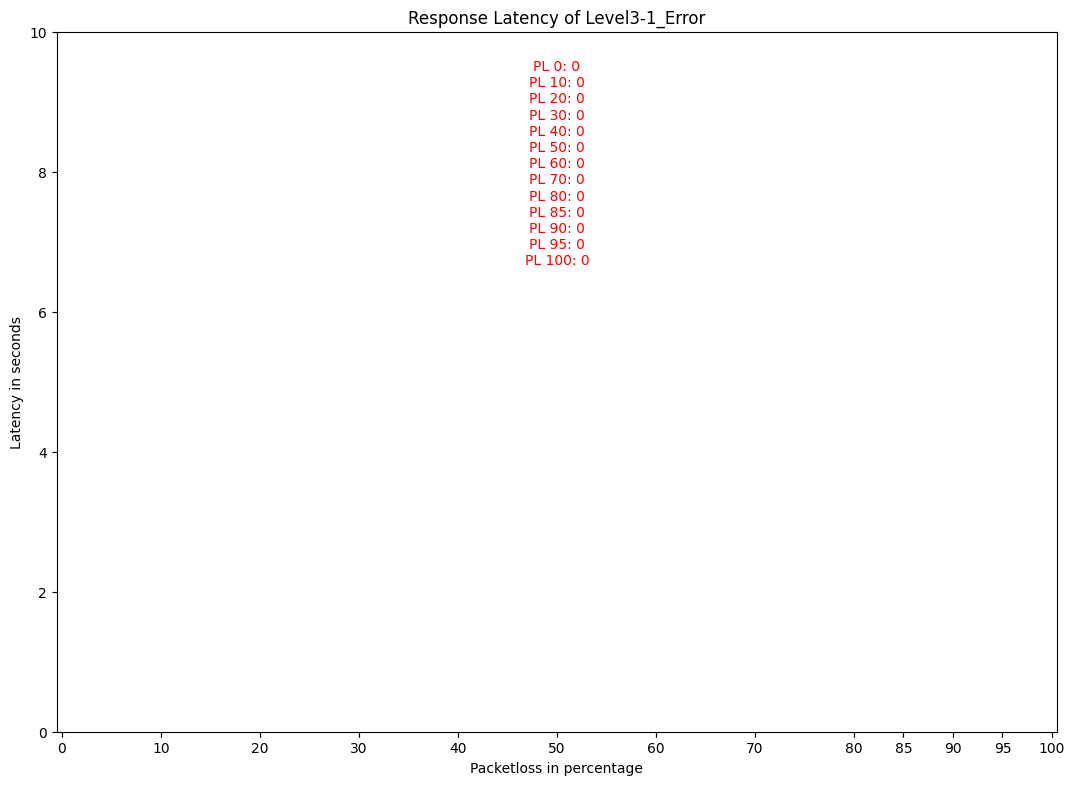 Response Latency of Level3-1_Error
10
PL 0: 0
PL 10: 0
PL 20: 0
PL 30: 0
PL 40: 0
PL 50: 0
PL 60: 0
PL 70: 0
PL 80: 0
PL 85: 0
PL 90: 0
PL 95: 0
PL 100: 0
8
6
4
2
0
Latency in seconds
0 10 20 30 40 50 60 70 80 85 90 95 100
Packetloss in percentage